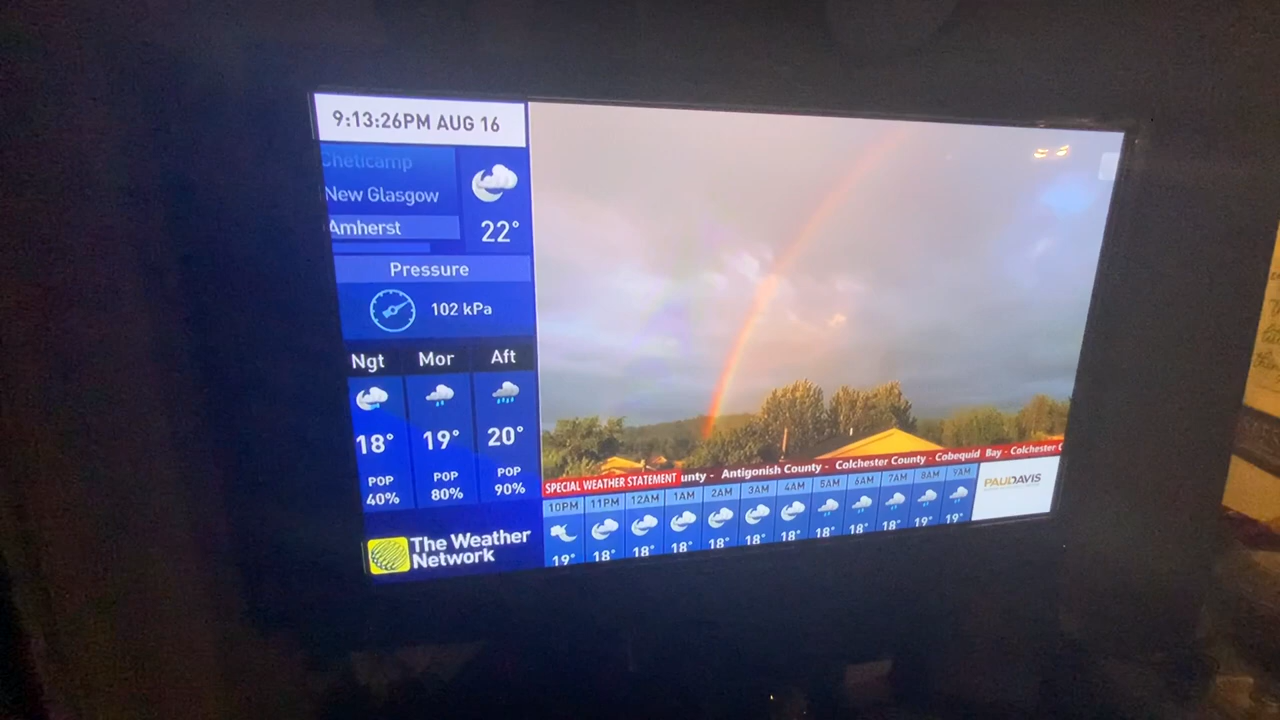 9:13:26PM AUG 16
Cheticamp
New Glasgow
Amherst
22°
Pressure
102 kPa
Ngt Mor Aft
18° 19° 20°
POP POP POP
40% 80% 90%
The Weather
Network
SPECIAL WEATHER STATEMENT unty - Antigonish County - Colchester County - Cobequid Bay - Colchester C
10PM 11PM 12AM 1AM 2AM 3AM 4AM 5AM 6AM 7AM 8AM 9AM
19° 18° 18° 18° 18° 18° 18° 18° 18° 18° 19° 19°
PAUL DAVIS